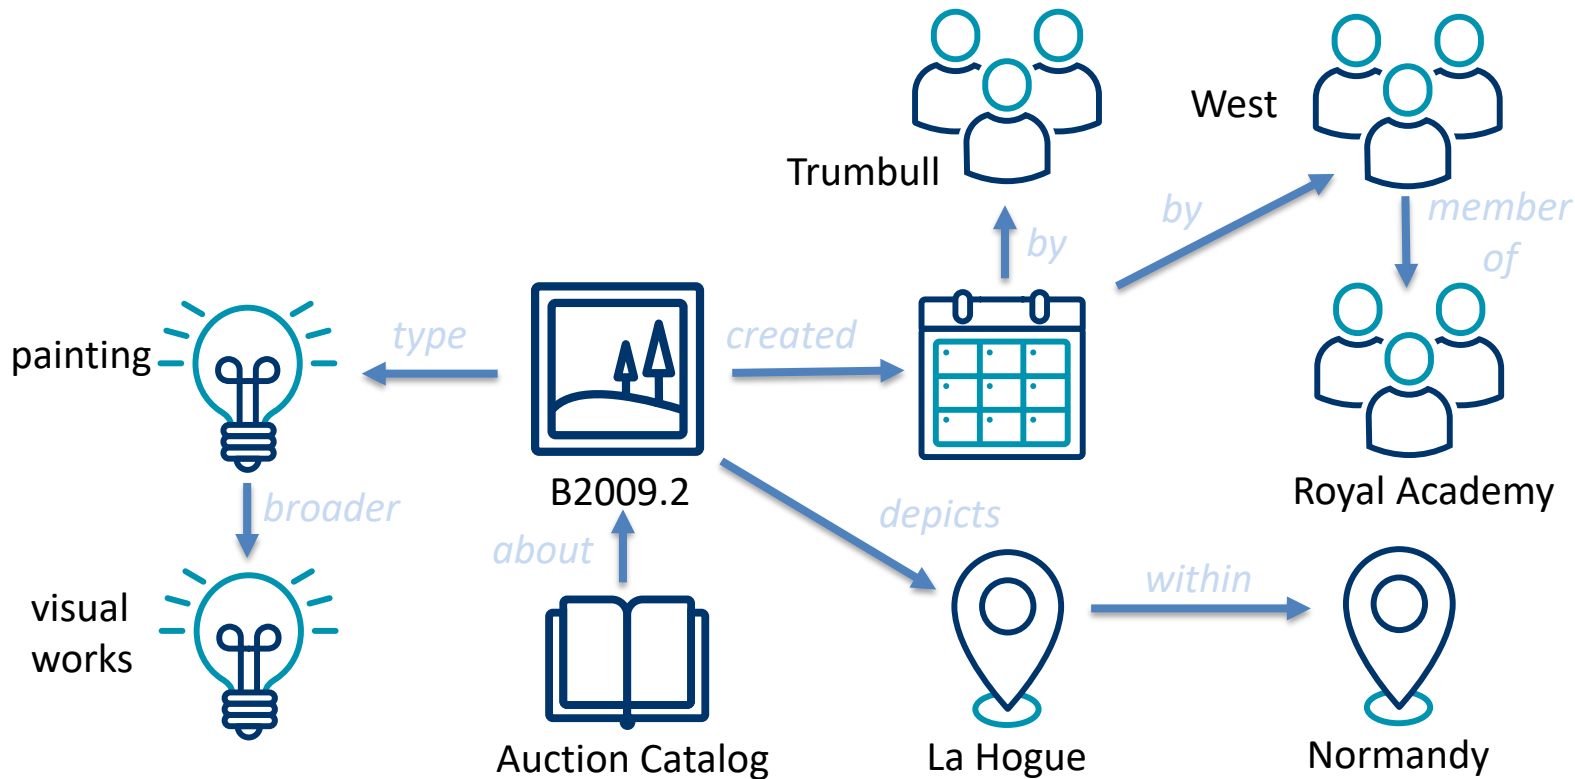 West
Trumbull
by
by
member
of
painting
type
created
B2009.2
Royal Academy
broader
about
depicts
within
visual
works
Auction Catalog
La Hogue
Normandy